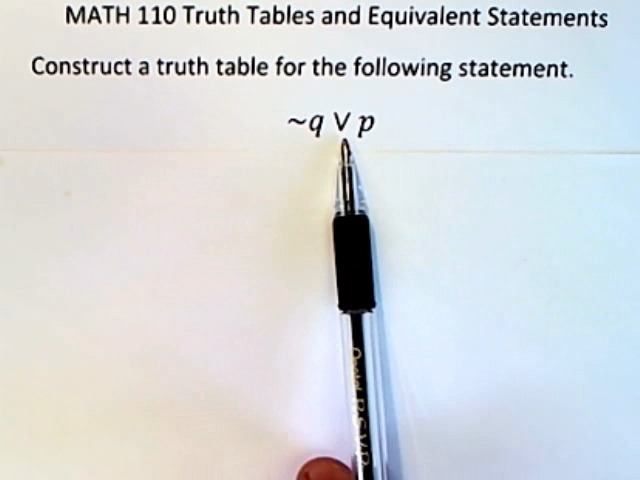 MATH 110 Truth Tables and Equivalent Statements
Construct a truth table for the following statement.
~q ∨ p
R.S.V.P.